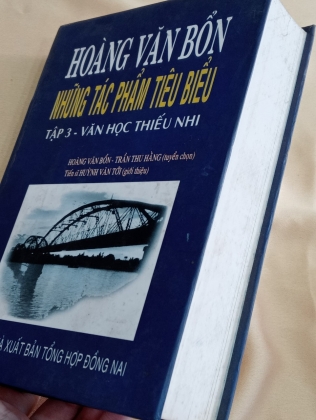 HOÀNG VĂN BỔN
NHỮNG TÁC PHẨM TIÊU BIỂU
TẬP 3 - VĂN HỌC THIẾU NHI
HOÀNG VĂN BỔN - TRẦN THU HẰNG (tuyển chọn)
Tiến sĩ HUỲNH VĂN TỚI (giới thiệu)
XUẤT BẢN TỔNG HỢP ĐỒNG NAI